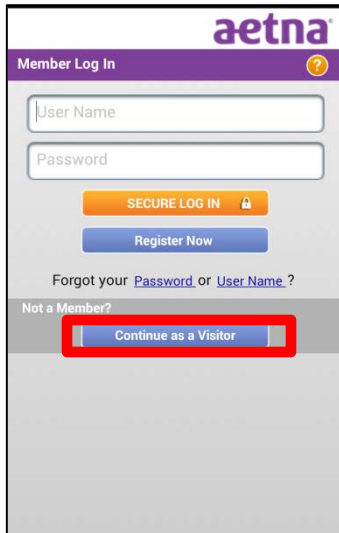 aetna
Member Log In ?
User Name
Password
SECURE LOG IN
Register Now
Forgot your Password or User Name ?
Not a Member?
Continue as a Visitor